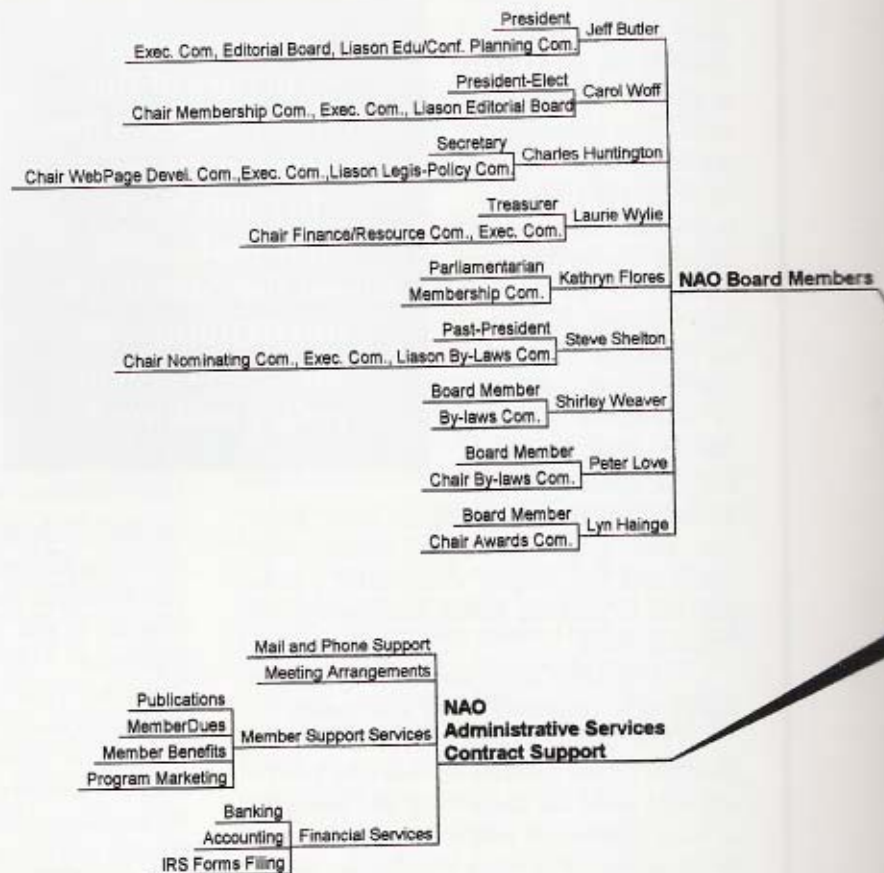 President
Jeff Butler
Exec. Com, Editorial Board, Liason Edu/Conf. Planning Com.
President-Elect
Carol Woff
Chair Membership Com., Exec. Com., Liason Editorial Board
Secretary
Charles Huntington
Chair WebPage Devel. Com.,Exec. Com.,Liason Legis-Policy Com.
Treasurer
Laurie Wylie
Chair Finance/Resource Com., Exec. Com.
Parliamentarian
Kathryn Flores
Membership Com.
NAO Board Members
Past-President
Steve Shelton
Chair Nominating Com., Exec. Com., Liason By-Laws Com.
Board Member
Shirley Weaver
By-laws Com.
Board Member
Peter Love
Chair By-laws Com.
Board Member
Lyn Hainge
Chair Awards Com.
Mail and Phone Support
Meeting Arrangements
Publications
MemberDues
Member Support Services
Member Benefits
Program Marketing
NAO
Administrative Services
Contract Support
Banking
Accounting
Financial Services
IRS Forms Filing